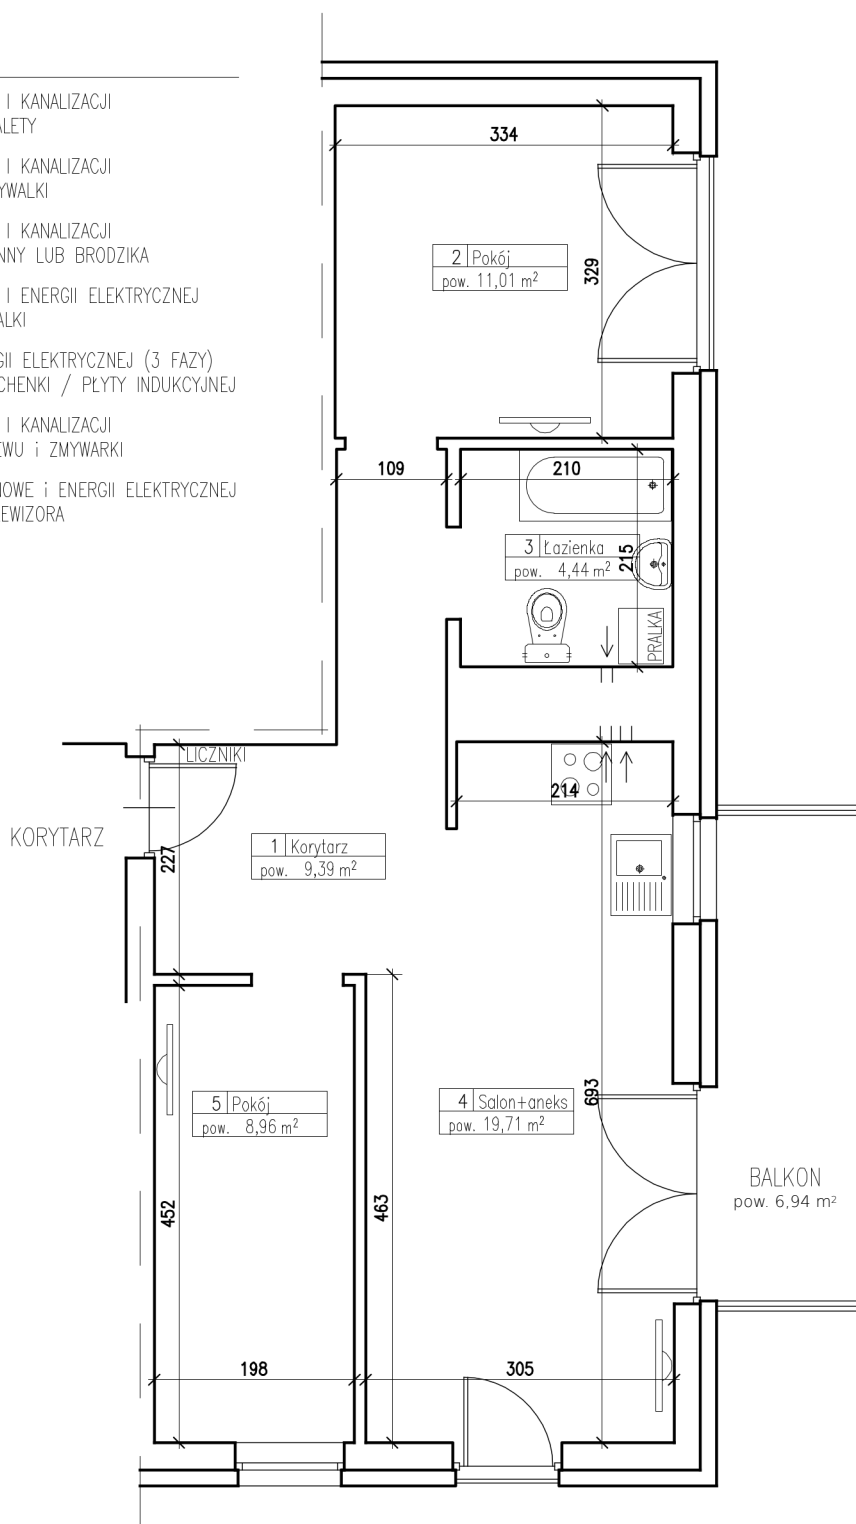 I KANALIZACJI
ALETY
I KANALIZACJI
YWALKI
I KANALIZACJI
NNY LUB BRODZIKA
I ENERGII ELEKTRYCZNEJ
ALKI
GII ELEKTRYCZNEJ (3 FAZY)
CHENKI / PŁYTY INDUKCYJNEJ
I KANALIZACJI
EWU i ZMYWARKI
OWE i ENERGII ELEKTRYCZNEJ
EWIZORA
334
329
2 Pokój
pow. 11,01 m²
109
210
3 Łazienka
pow. 4,44 m²
215
PRALKA
LICZNIKI
KORYTARZ
227
214
1 Korytarz
pow. 9,39 m²
693
5 Pokój
pow. 8,96 m²
4 Salon+aneks
pow. 19,71 m²
BALKON
pow. 6,94 m²
452
463
198
305